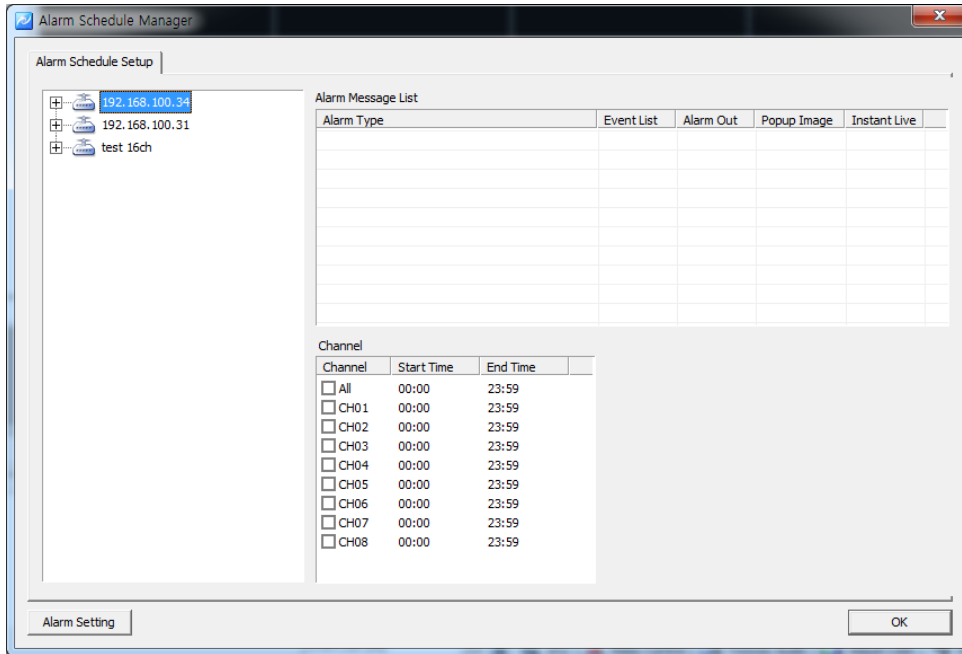 Alarm Schedule Manager
Alarm Schedule Setup
192.168.100.34
192.168.100.31
test 16ch
Alarm Message List
Alarm Type Event List Alarm Out Popup Image Instant Live
Channel
Channel Start Time End Time
All 00:00 23:59
CH01 00:00 23:59
CH02 00:00 23:59
CH03 00:00 23:59
CH04 00:00 23:59
CH05 00:00 23:59
CH06 00:00 23:59
CH07 00:00 23:59
CH08 00:00 23:59
Alarm Setting OK